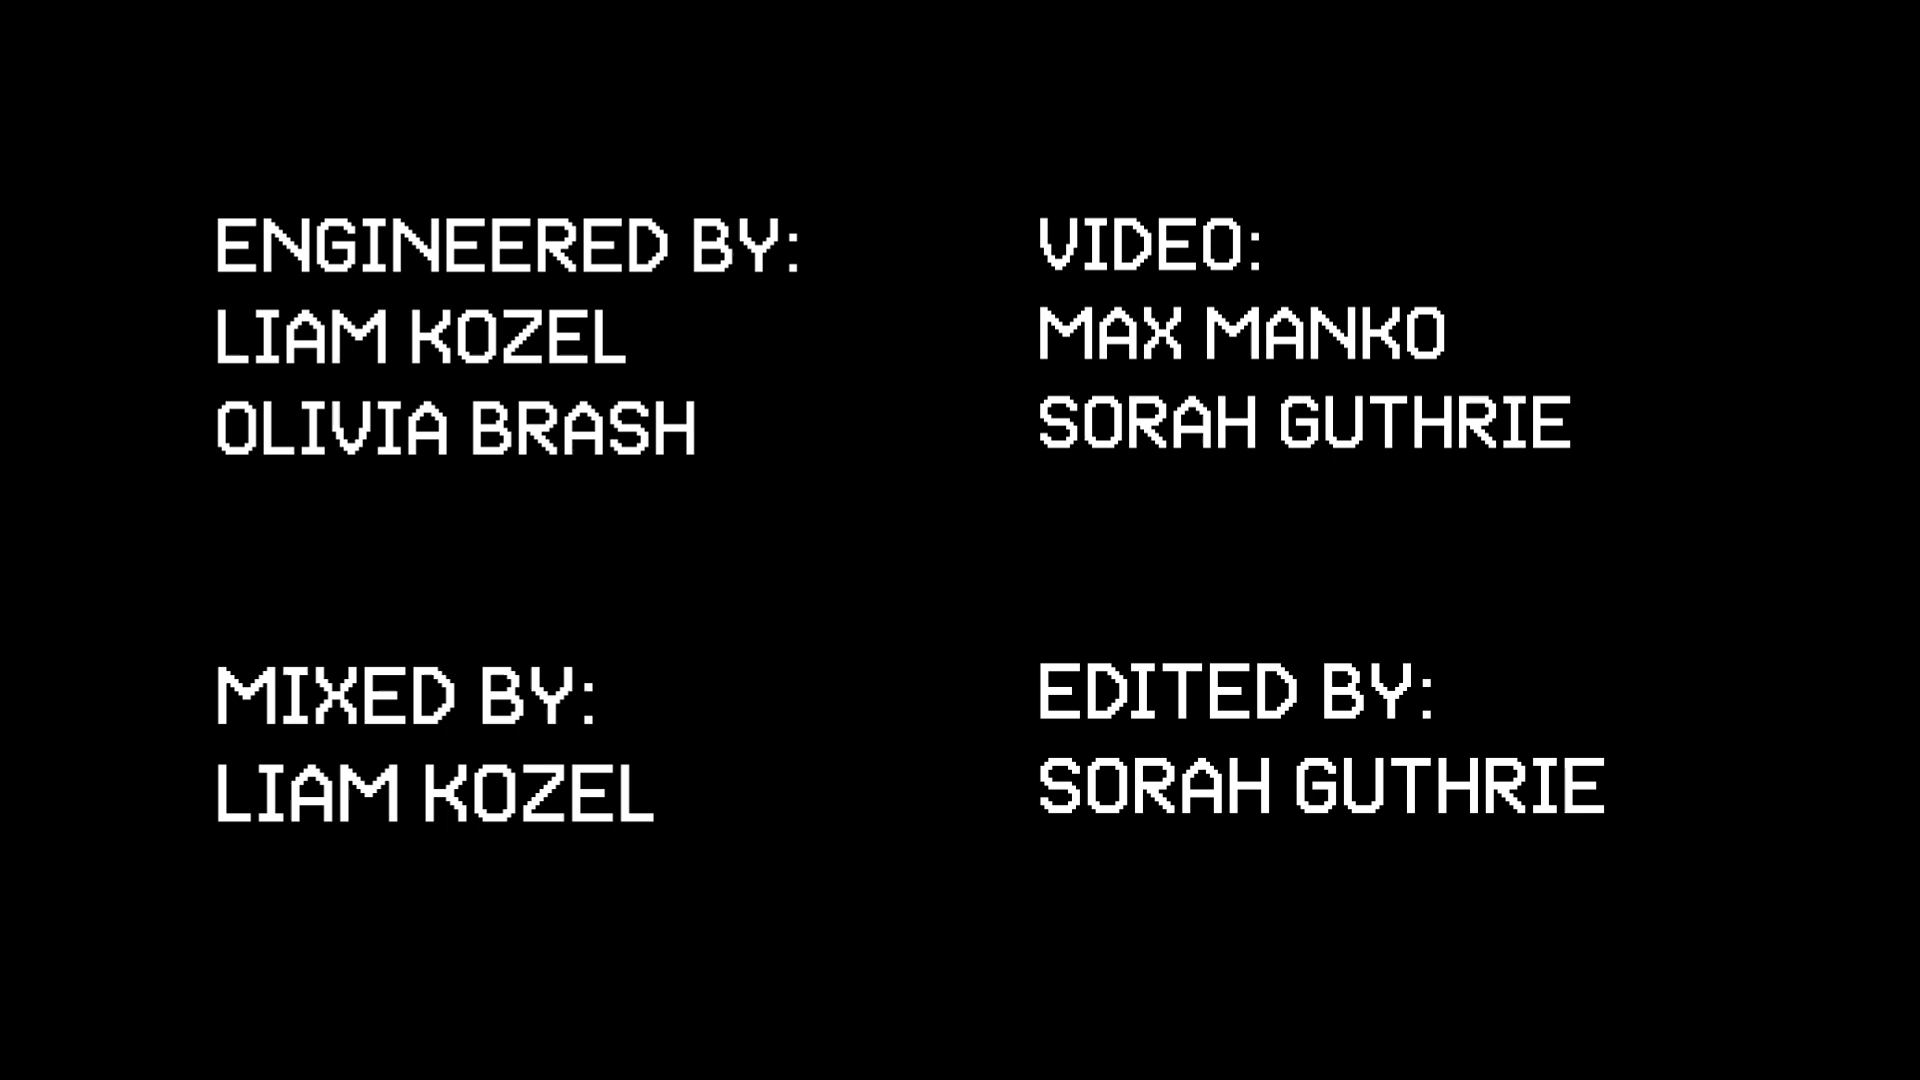 ENGINEERED BY:
LIAM KOZEL
OLIVIA BRASH
VIDEO:
MAX MANKO
SORAH GUTHRIE
MIXED BY:
LIAM KOZEL
EDITED BY:
SORAH GUTHRIE